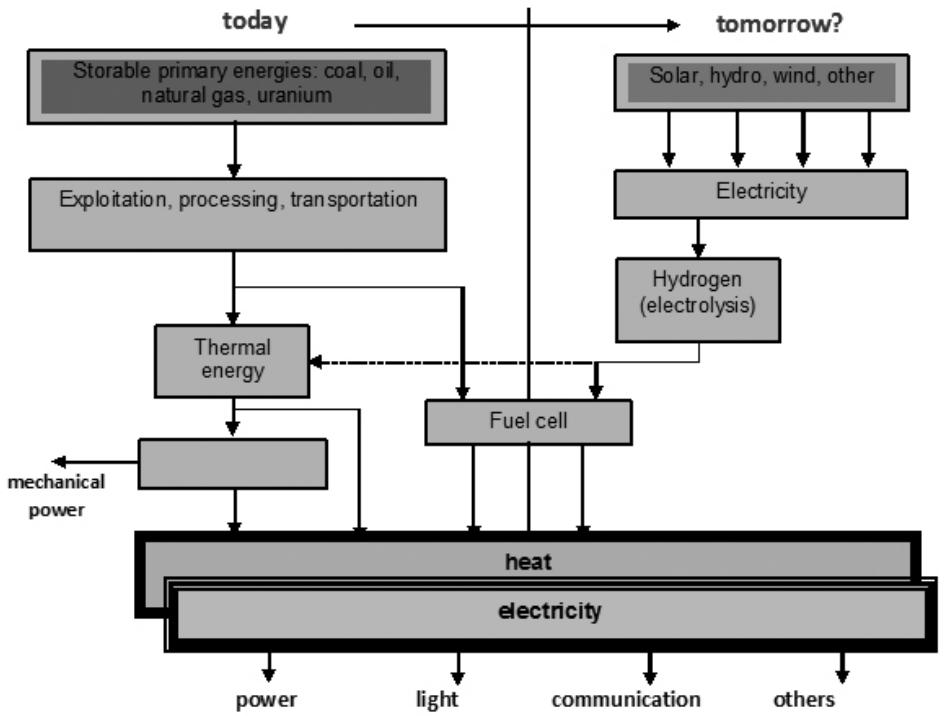 today
tomorrow?
Storable primary energies: coal, oil,
natural gas, uranium
Solar, hydro, wind, other
Exploitation, processing, transportation
Electricity
Hydrogen
(electrolysis)
Thermal
energy
Fuel cell
mechanical
power
heat
electricity
power
light
communication
others